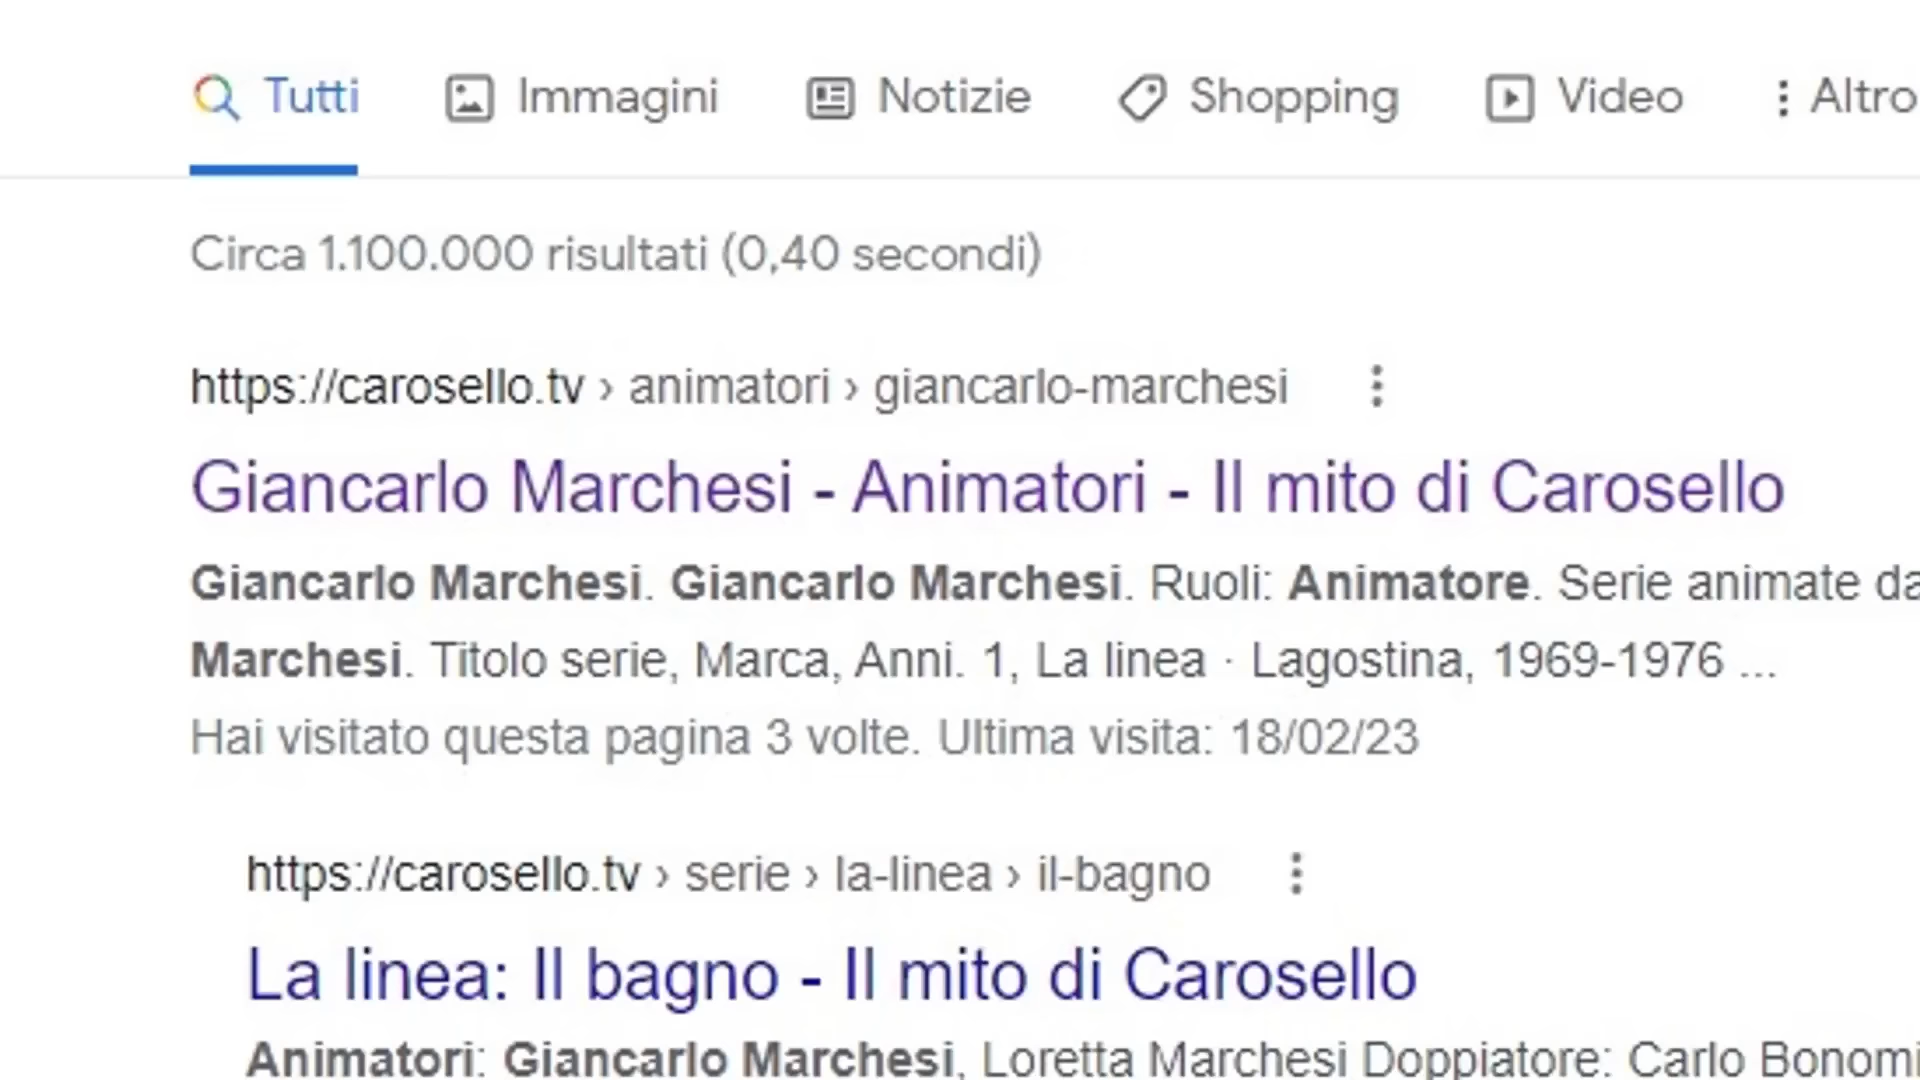 Tutti Immagini Notizie Shopping Video Altro
Circa 1.100.000 risultati (0,40 secondi)
https://carosello.tv › animatori › giancarlo-marchesi
Giancarlo Marchesi - Animatori - Il mito di Carosello
Giancarlo Marchesi. Giancarlo Marchesi. Ruoli: Animatore. Serie animate da
Marchesi. Titolo serie, Marca, Anni. 1, La linea · Lagostina, 1969-1976 ...
Hai visitato questa pagina 3 volte. Ultima visita: 18/02/23
https://carosello.tv › serie › la-linea › il-bagno
La linea: Il bagno - Il mito di Carosello
Animatori: Giancarlo Marchesi, Loretta Marchesi Doppiatore: Carlo Bonomi